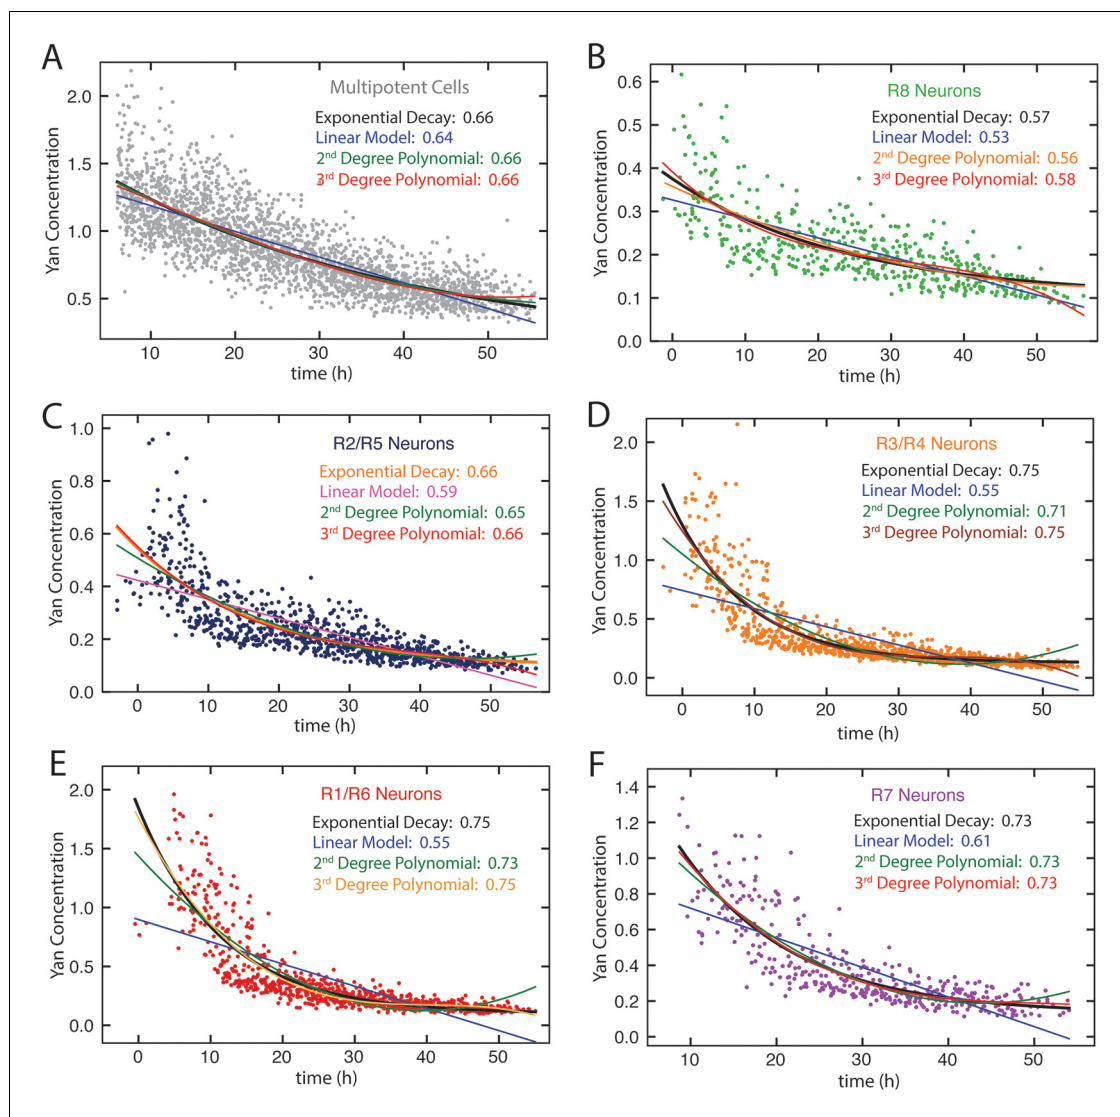 A
Multipotent Cells
Exponential Decay: 0.66
Linear Model: 0.64
2nd Degree Polynomial: 0.66
3rd Degree Polynomial: 0.66
Yan Concentration
2.0
1.5
1.0
0.5
10 20 30 40 50
time (h)
B
R8 Neurons
Exponential Decay: 0.57
Linear Model: 0.53
2nd Degree Polynomial: 0.56
3rd Degree Polynomial: 0.58
Yan Concentration
0.6
0.5
0.4
0.3
0.2
0.1
0.0
0 10 20 30 40 50
time (h)
C
R2/R5 Neurons
Exponential Decay: 0.66
Linear Model: 0.59
2nd Degree Polynomial: 0.65
3rd Degree Polynomial: 0.66
Yan Concentration
1.0
0.8
0.6
0.4
0.2
0.0
0 10 20 30 40 50
time (h)
D
R3/R4 Neurons
Exponential Decay: 0.75
Linear Model: 0.55
2nd Degree Polynomial: 0.71
3rd Degree Polynomial: 0.75
Yan Concentration
2.0
1.5
1.0
0.5
0.0
0 10 20 30 40 50
time (h)
E
R1/R6 Neurons
Exponential Decay: 0.75
Linear Model: 0.55
2nd Degree Polynomial: 0.73
3rd Degree Polynomial: 0.75
Yan Concentration
2.0
1.5
1.0
0.5
0.0
0 10 20 30 40 50
time (h)
F
R7 Neurons
Exponential Decay: 0.73
Linear Model: 0.61
2nd Degree Polynomial: 0.73
3rd Degree Polynomial: 0.73
Yan Concentration
1.4
1.2
1.0
0.8
0.6
0.4
0.2
0.0
10 20 30 40 50
time (h)